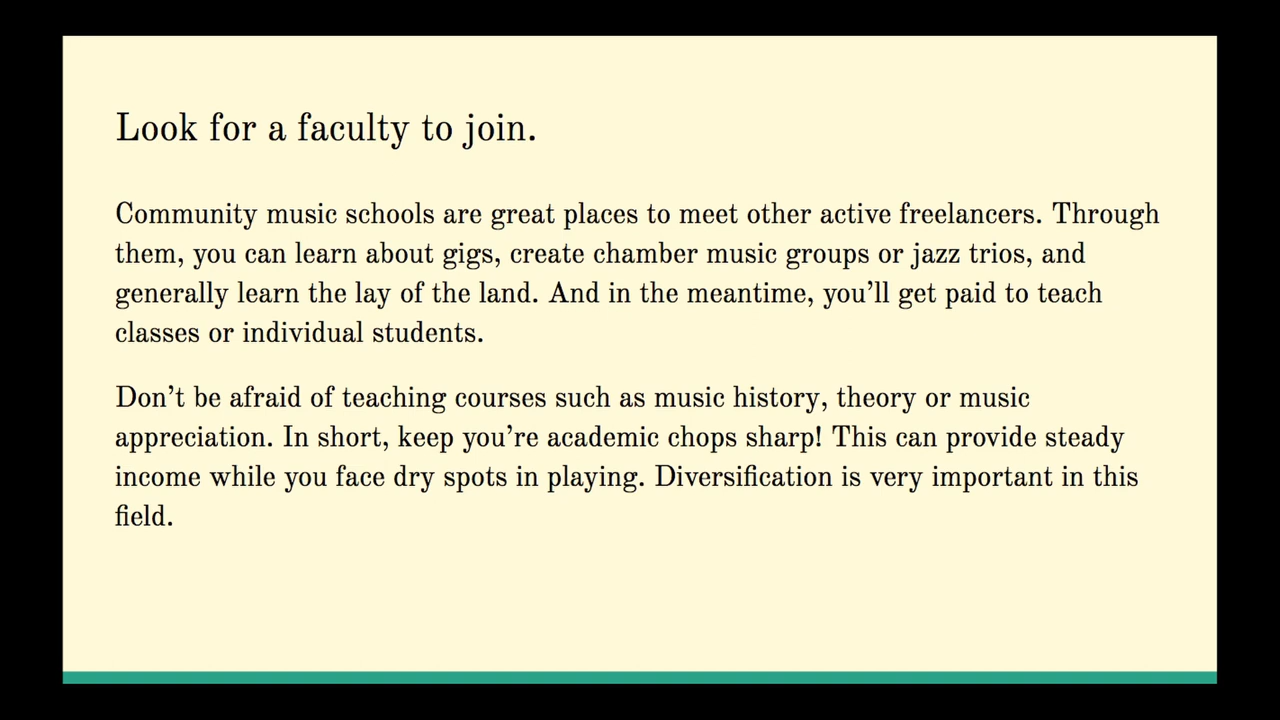 Look for a faculty to join.
Community music schools are great places to meet other active freelancers. Through
them, you can learn about gigs, create chamber music groups or jazz trios, and
generally learn the lay of the land. And in the meantime, you’ll get paid to teach
classes or individual students.
Don’t be afraid of teaching courses such as music history, theory or music
appreciation. In short, keep you’re academic chops sharp! This can provide steady
income while you face dry spots in playing. Diversification is very important in this
field.